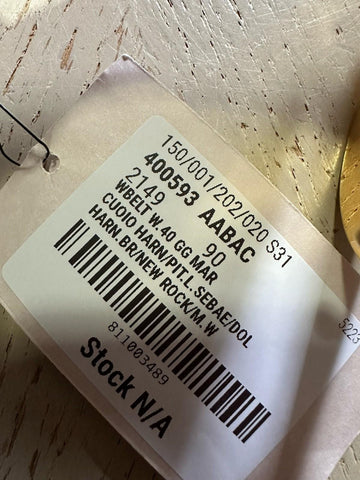 150/001/202/020 S31
400593 AABAC
2149 90
WBELT W.40 GG MAR
CUOIO HARN/PIT.L SEBAE/DOL
HARN.BR/NEW ROCK/M.W
811003489
Stock N/A
5223